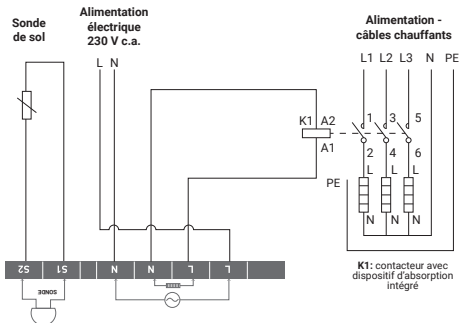 Sonde
de sol
Alimentation
électrique
230 V c.a.
L N
Alimentation -
câbles chauffants
L1 L2 L3 N PE
K1 A2
A1
1 3 5
2 4 6
L L L
PE
N N N
K1: contacteur avec
dispositif d'absorption
intégré
S2 S1 N N L L
SONDE